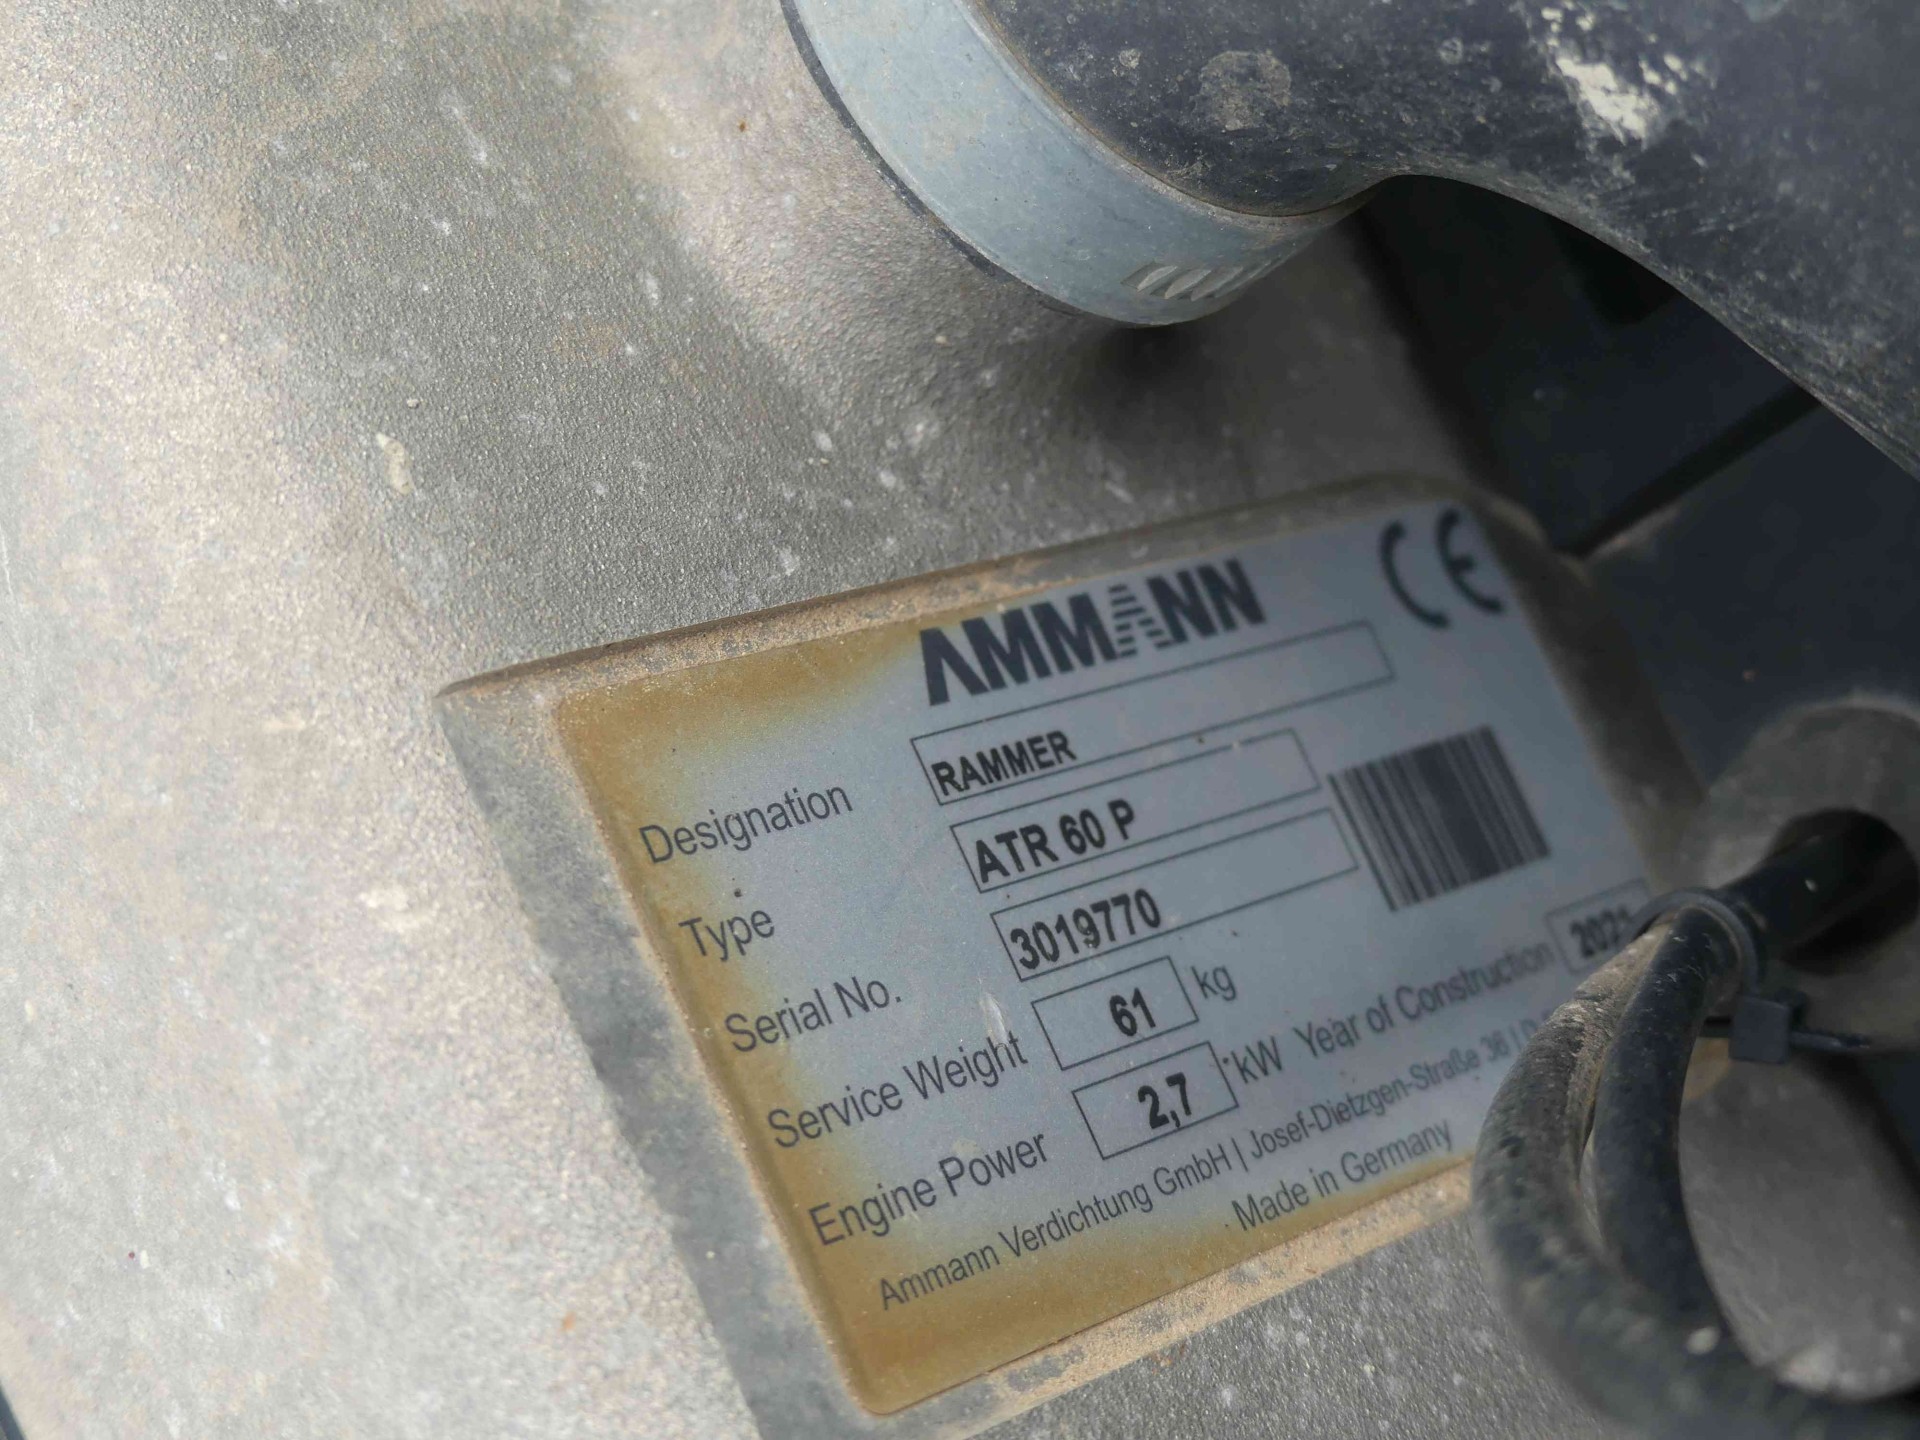 AMMANN CE
Designation RAMMER
Type ATR 60 P
Serial No. 3019770
Service Weight 61 kg
Engine Power 2,7 kW Year of Construction
Ammann Verdichtung GmbH | Josef-Dietzgen-Straße 36 |
Made in Germany